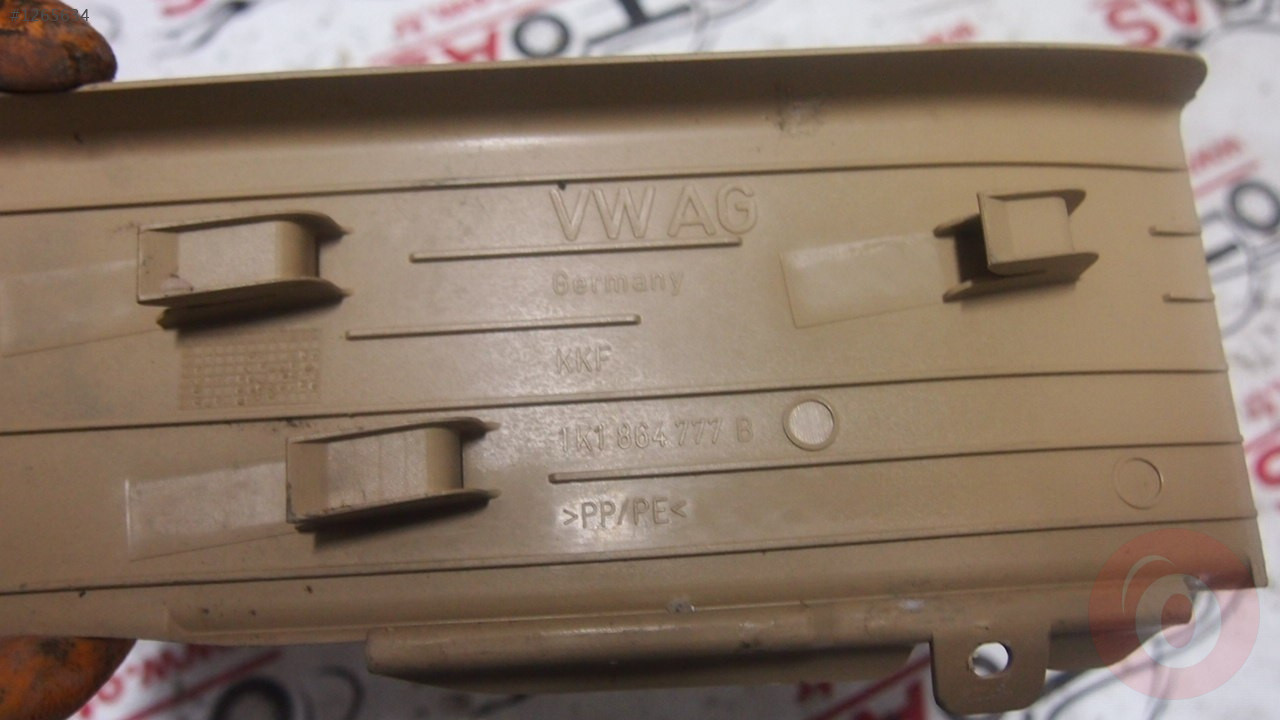 VW AG
Germany
KKF
1K1 864 777 B
>PP/PE<